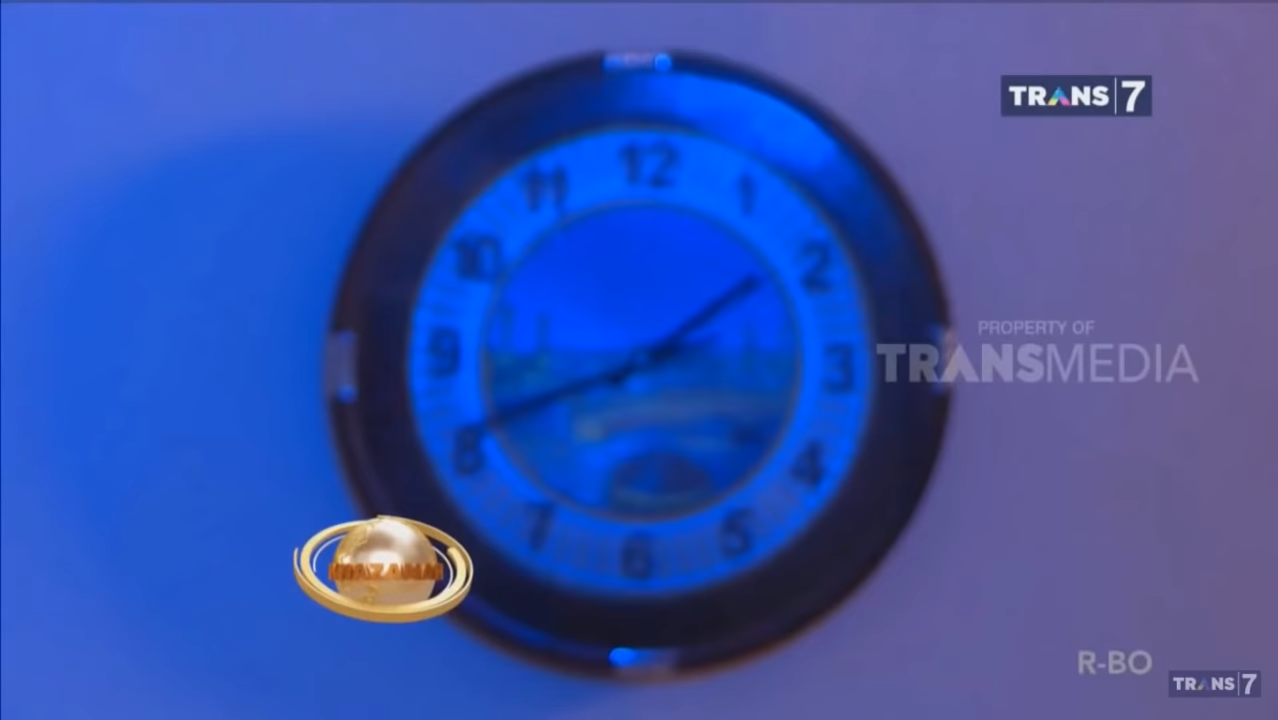 TRANS|7
12
11
1
10
2
9
3
8
4
7
5
6
PROPERTY OF
TRANSMEDIA
KHAZANAH
R-BO
TRANS|7